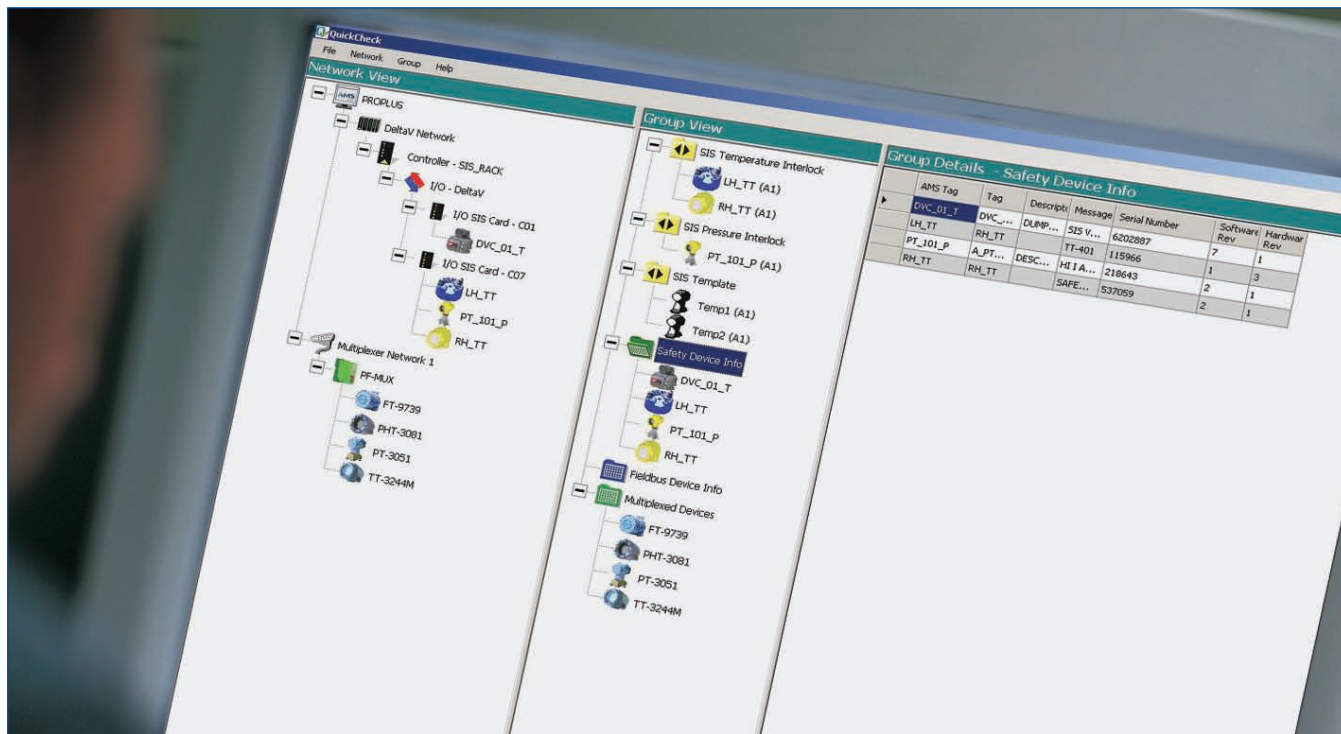 QuickCheck
File Network Group Help
Network View
AMS PROPLUS
DeltaV Network
Controller - SIS_RACK
I/O - DeltaV
I/O SIS Card - C01
DVC_01_T
I/O SIS Card - C07
LH_TT
PT_101_P
RH_TT
Multiplexer Network 1
PF-MUX
FT-9739
PHT-3081
PT-3051
TT-3244M
Group View
SIS Temperature Interlock
LH_TT (A1)
RH_TT (A1)
SIS Pressure Interlock
PT_101_P (A1)
SIS Template
Temp1 (A1)
Temp2 (A1)
Safety Device Info
DVC_01_T
LH_TT
PT_101_P
RH_TT
Fieldbus Device Info
Multiplexed Devices
FT-9739
PHT-3081
PT-3051
TT-3244M
Group Details - Safety Device Info
AMS Tag Tag Descripti Message Serial Number Software Rev Hardwar Rev
DVC_01_T DVC_... DUMP... SIS V... 6202887 7 1
LH_TT RH_TT TT-401 115966 1 3
PT_101_P A_PT... DESC... HI I A... 218643 2 1
RH_TT RH_TT SAFE... 537059 2 1